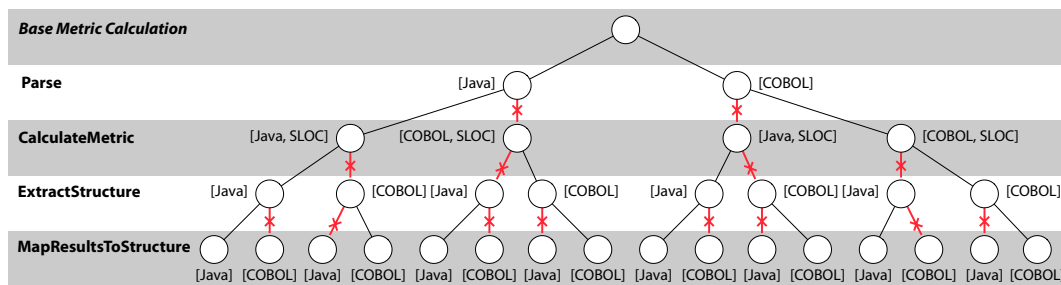 Base Metric Calculation
Parse [Java] [COBOL]
CalculateMetric [Java, SLOC] [COBOL, SLOC] [Java, SLOC] [COBOL, SLOC]
ExtractStructure [Java] [COBOL] [Java] [COBOL] [Java] [COBOL] [Java] [COBOL]
MapResultsToStructure
[Java] [COBOL] [Java] [COBOL] [Java] [COBOL] [Java] [COBOL] [Java] [COBOL] [Java] [COBOL] [Java] [COBOL] [Java] [COBOL]